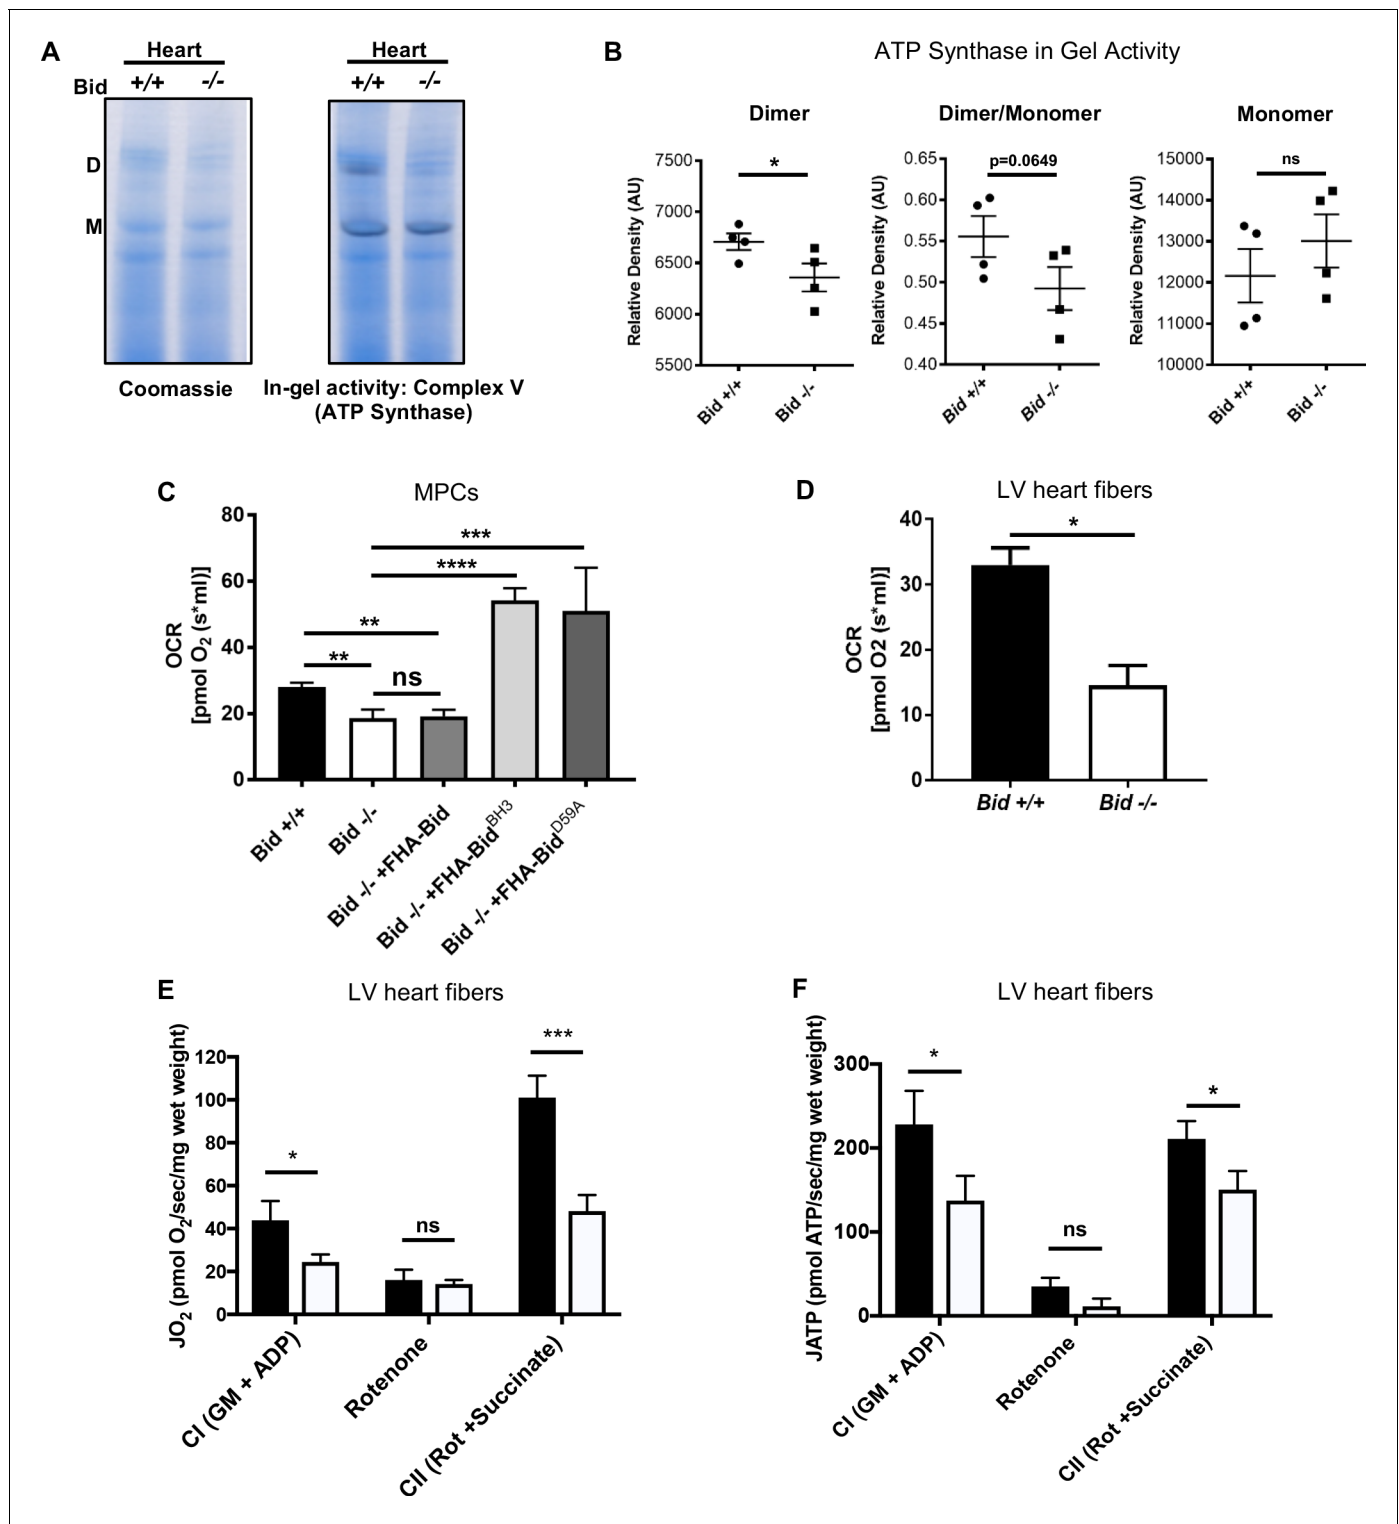 A
Heart
Heart
Bid
+/+
-/-
+/+
-/-
D
M
Coomassie
In-gel activity: Complex V
(ATP Synthase)
B
ATP Synthase in Gel Activity
Dimer
Relative Density (AU)
7500
7000
6500
6000
5500
*
Bid +/+
Bid -/-
Dimer/Monomer
Relative Density (AU)
0.65
0.60
0.55
0.50
0.45
0.40
p=0.0649
Bid +/+
Bid -/-
Monomer
Relative Density (AU)
15000
14000
13000
12000
11000
10000
ns
Bid +/+
Bid -/-
C
MPCs
OCR
[pmol O2 (s*ml)]
80
60
40
20
0
***
****
**
**
ns
Bid +/+
Bid -/-
Bid -/- +FHA-Bid
Bid -/- +FHA-BidBH3
Bid -/- +FHA-BidD59A
D
LV heart fibers
OCR
[pmol O2 (s*ml)]
40
30
20
10
0
*
Bid +/+
Bid -/-
E
LV heart fibers
JO2 (pmol O2/sec/mg wet weight)
120
100
80
60
40
20
0
*
ns
***
CI (GM + ADP)
Rotenone
CII (Rot +Succinate)
F
LV heart fibers
JATP (pmol ATP/sec/mg wet weight)
300
200
100
0
*
ns
*
CI (GM + ADP)
Rotenone
CII (Rot +Succinate)